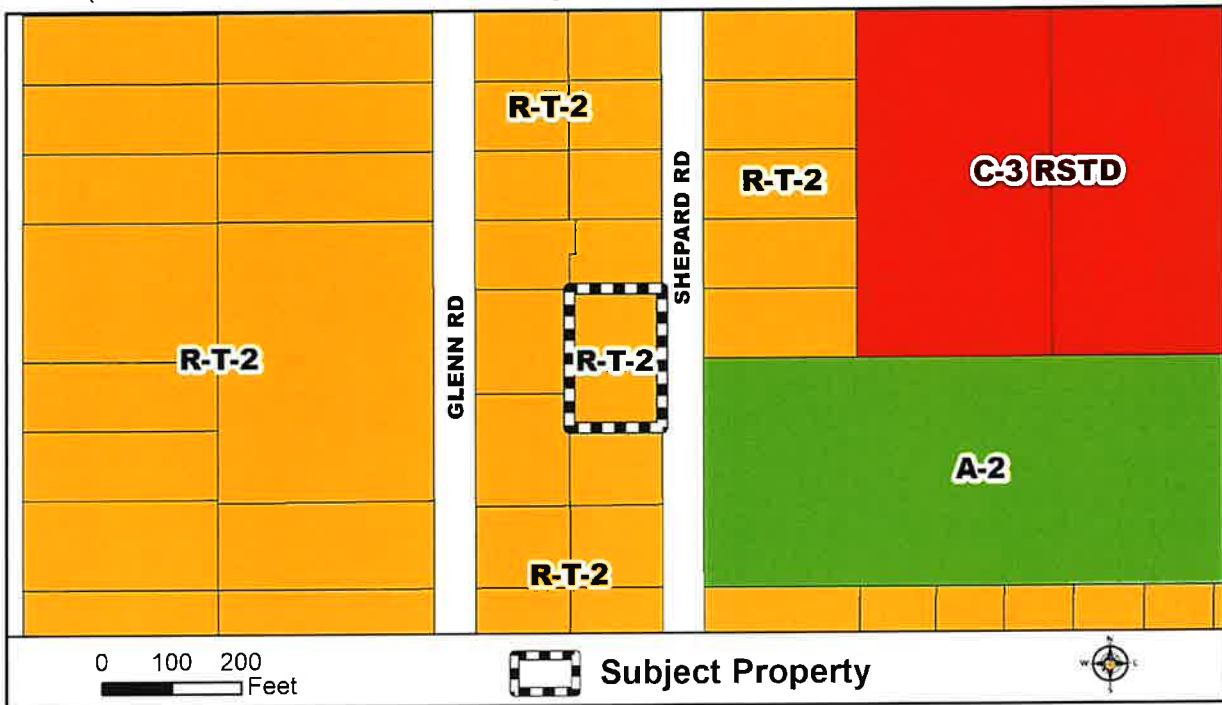 R-T-2
R-T-2
C-3 RSTD
SHEPARD RD
R-T-2
GLENN RD
R-T-2
A-2
R-T-2
0 100 200
Feet
Subject Property
W
S